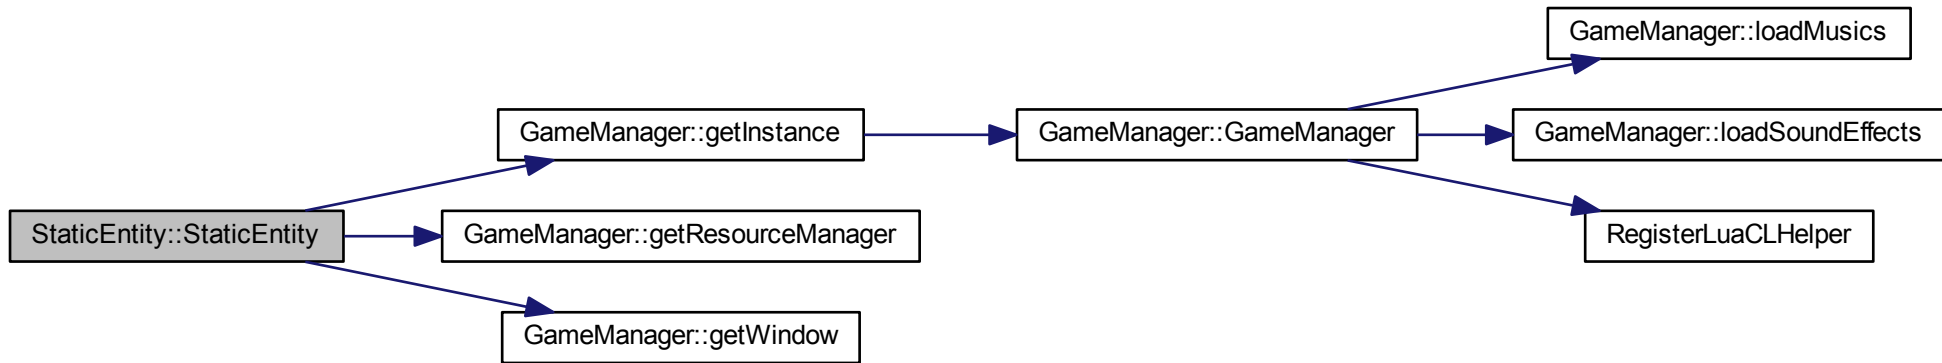 GameManager::loadMusics
GameManager::getInstance
GameManager::GameManager
GameManager::loadSoundEffects
StaticEntity::StaticEntity
GameManager::getResourceManager
RegisterLuaCLHelper
GameManager::getWindow